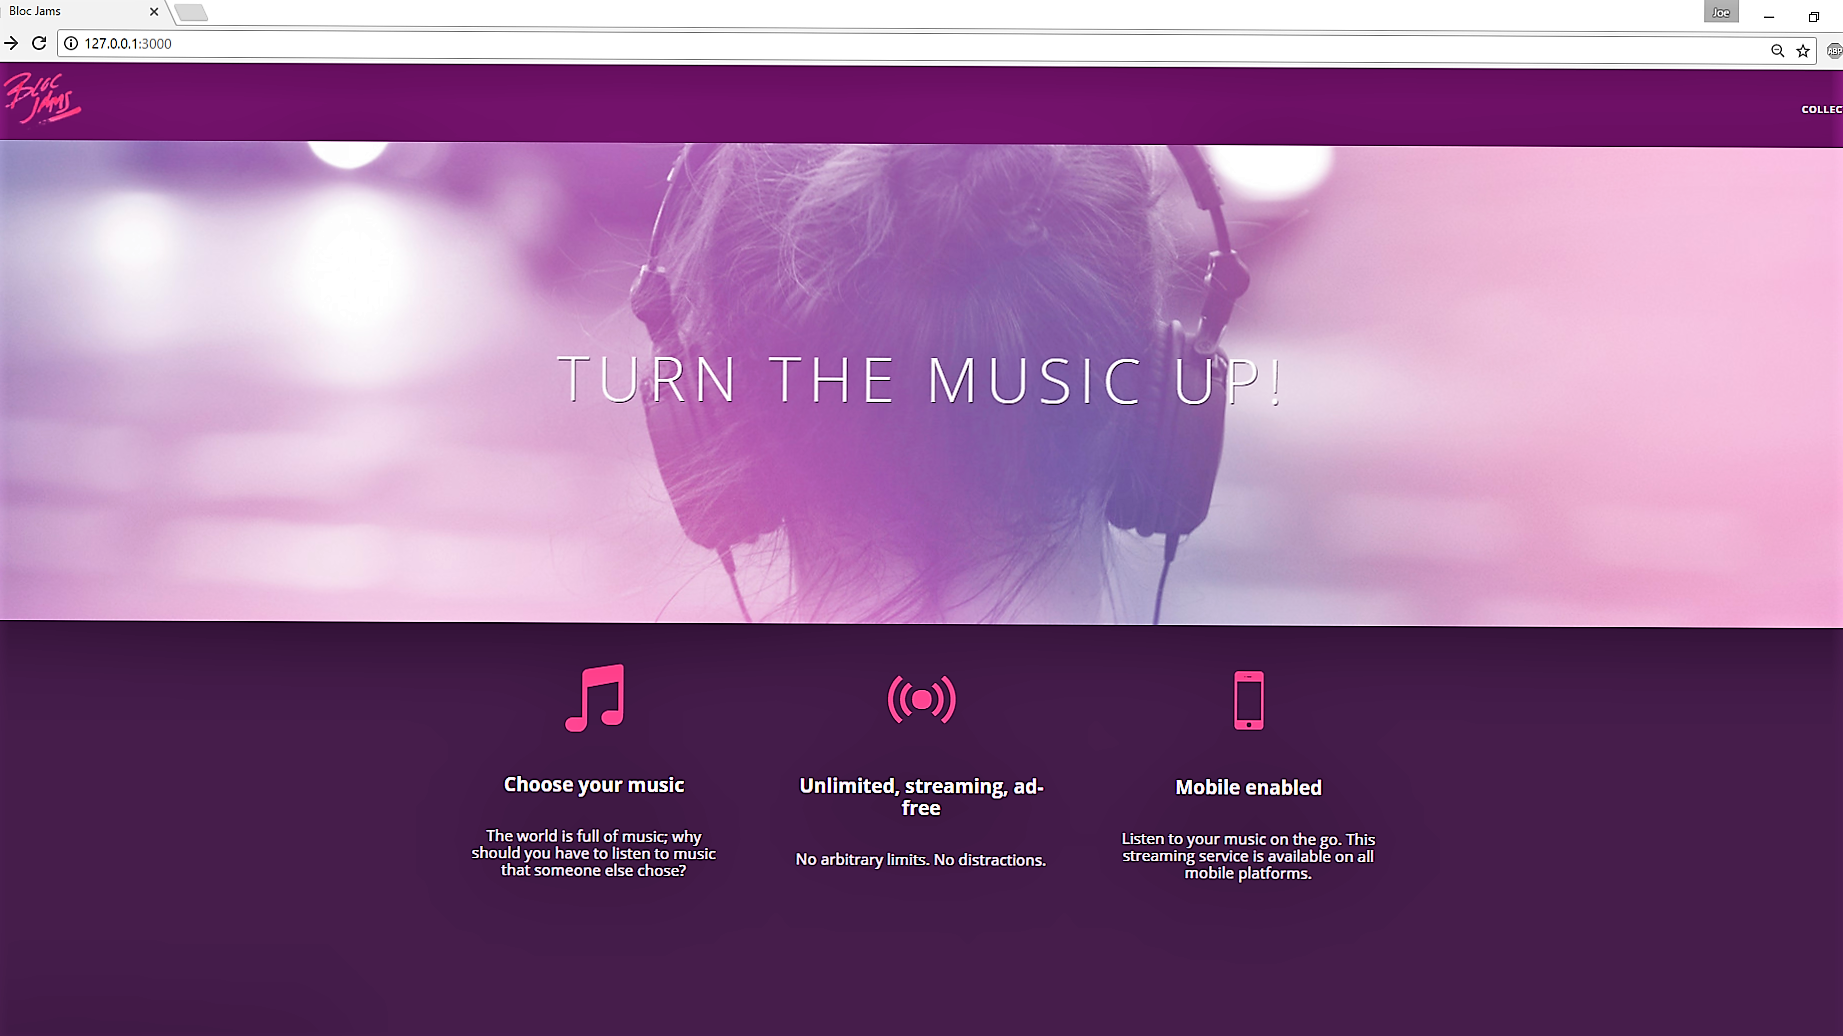 Bloc Jams
Joe
127.0.0.1:3000
ABP
BLOC
JAMS
COLLEC
TURN THE MUSIC UP!
Choose your music
The world is full of music; why
should you have to listen to music
that someone else chose?
Unlimited, streaming, ad-
free
No arbitrary limits. No distractions.
Mobile enabled
Listen to your music on the go. This
streaming service is available on all
mobile platforms.